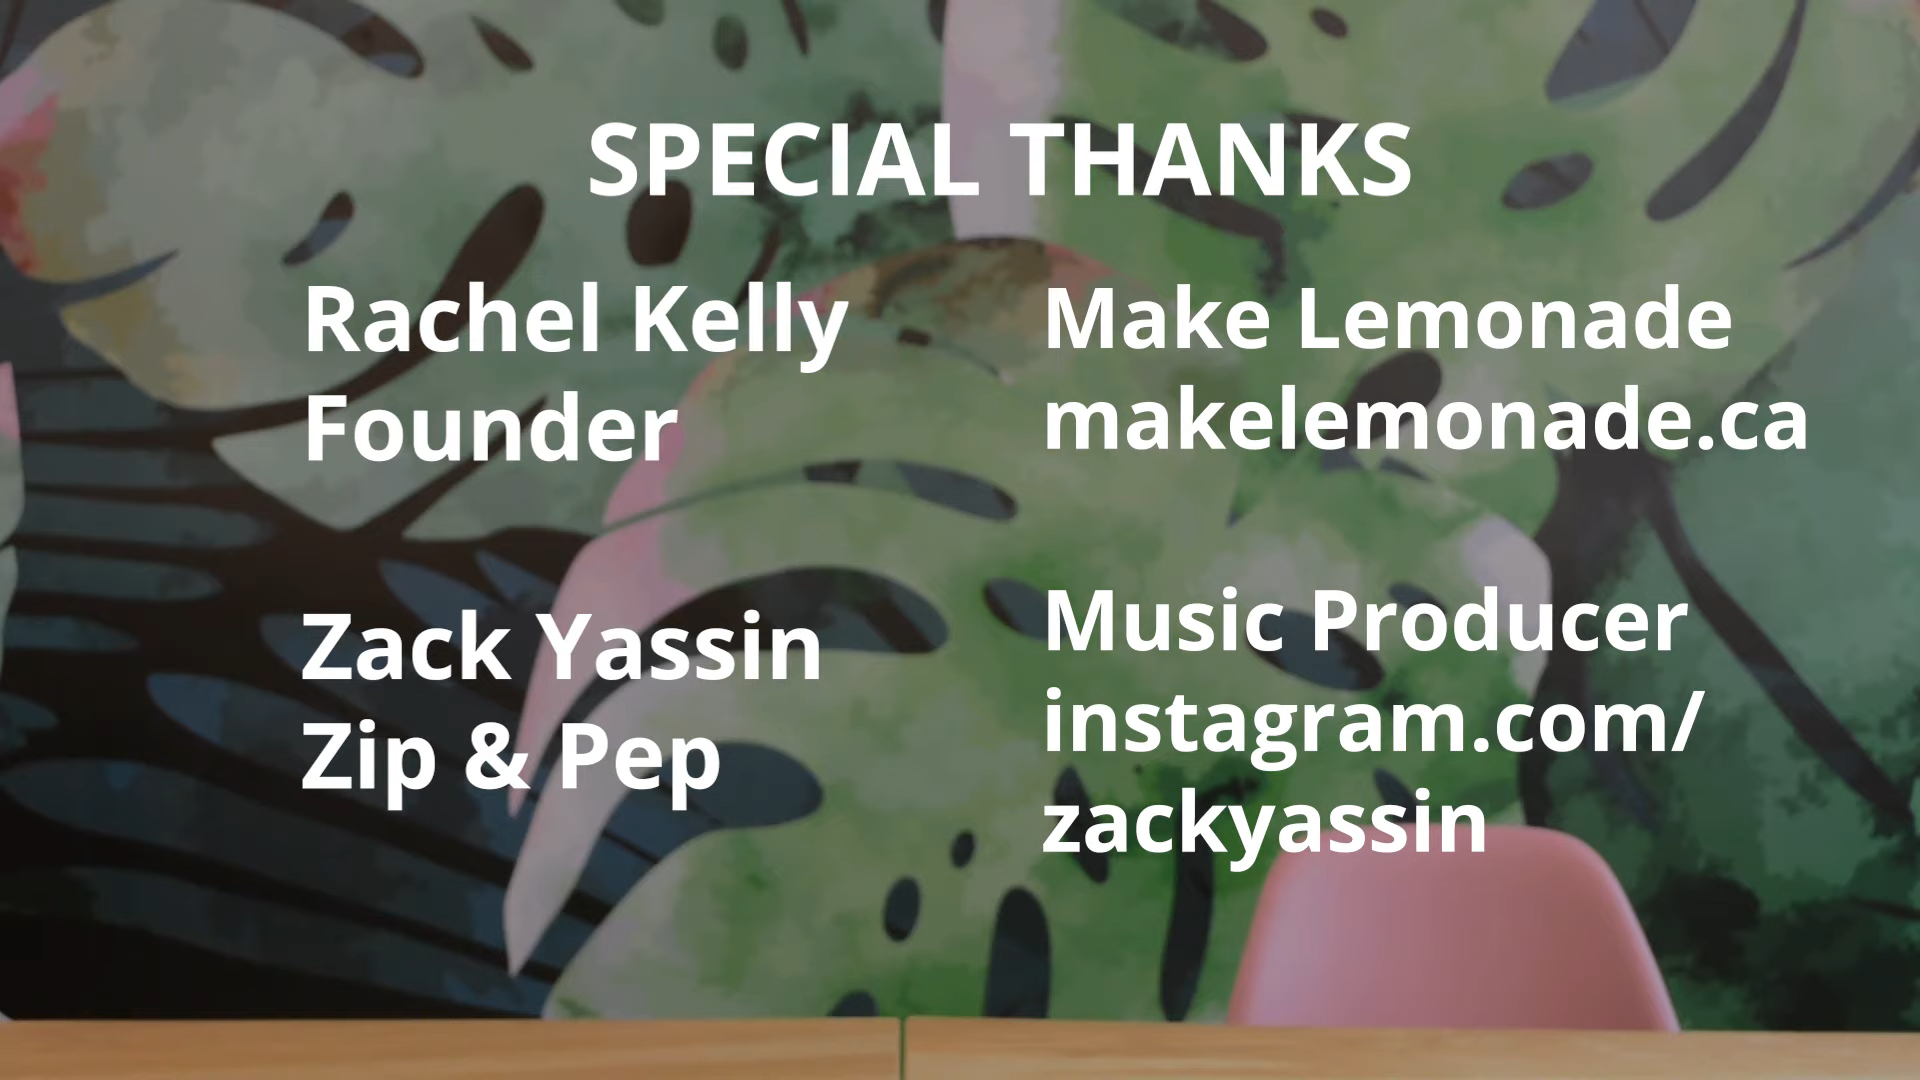 SPECIAL THANKS
Rachel Kelly
Founder
Make Lemonade
makelemonade.ca
Zack Yassin
Zip & Pep
Music Producer
instagram.com/
zackyassin